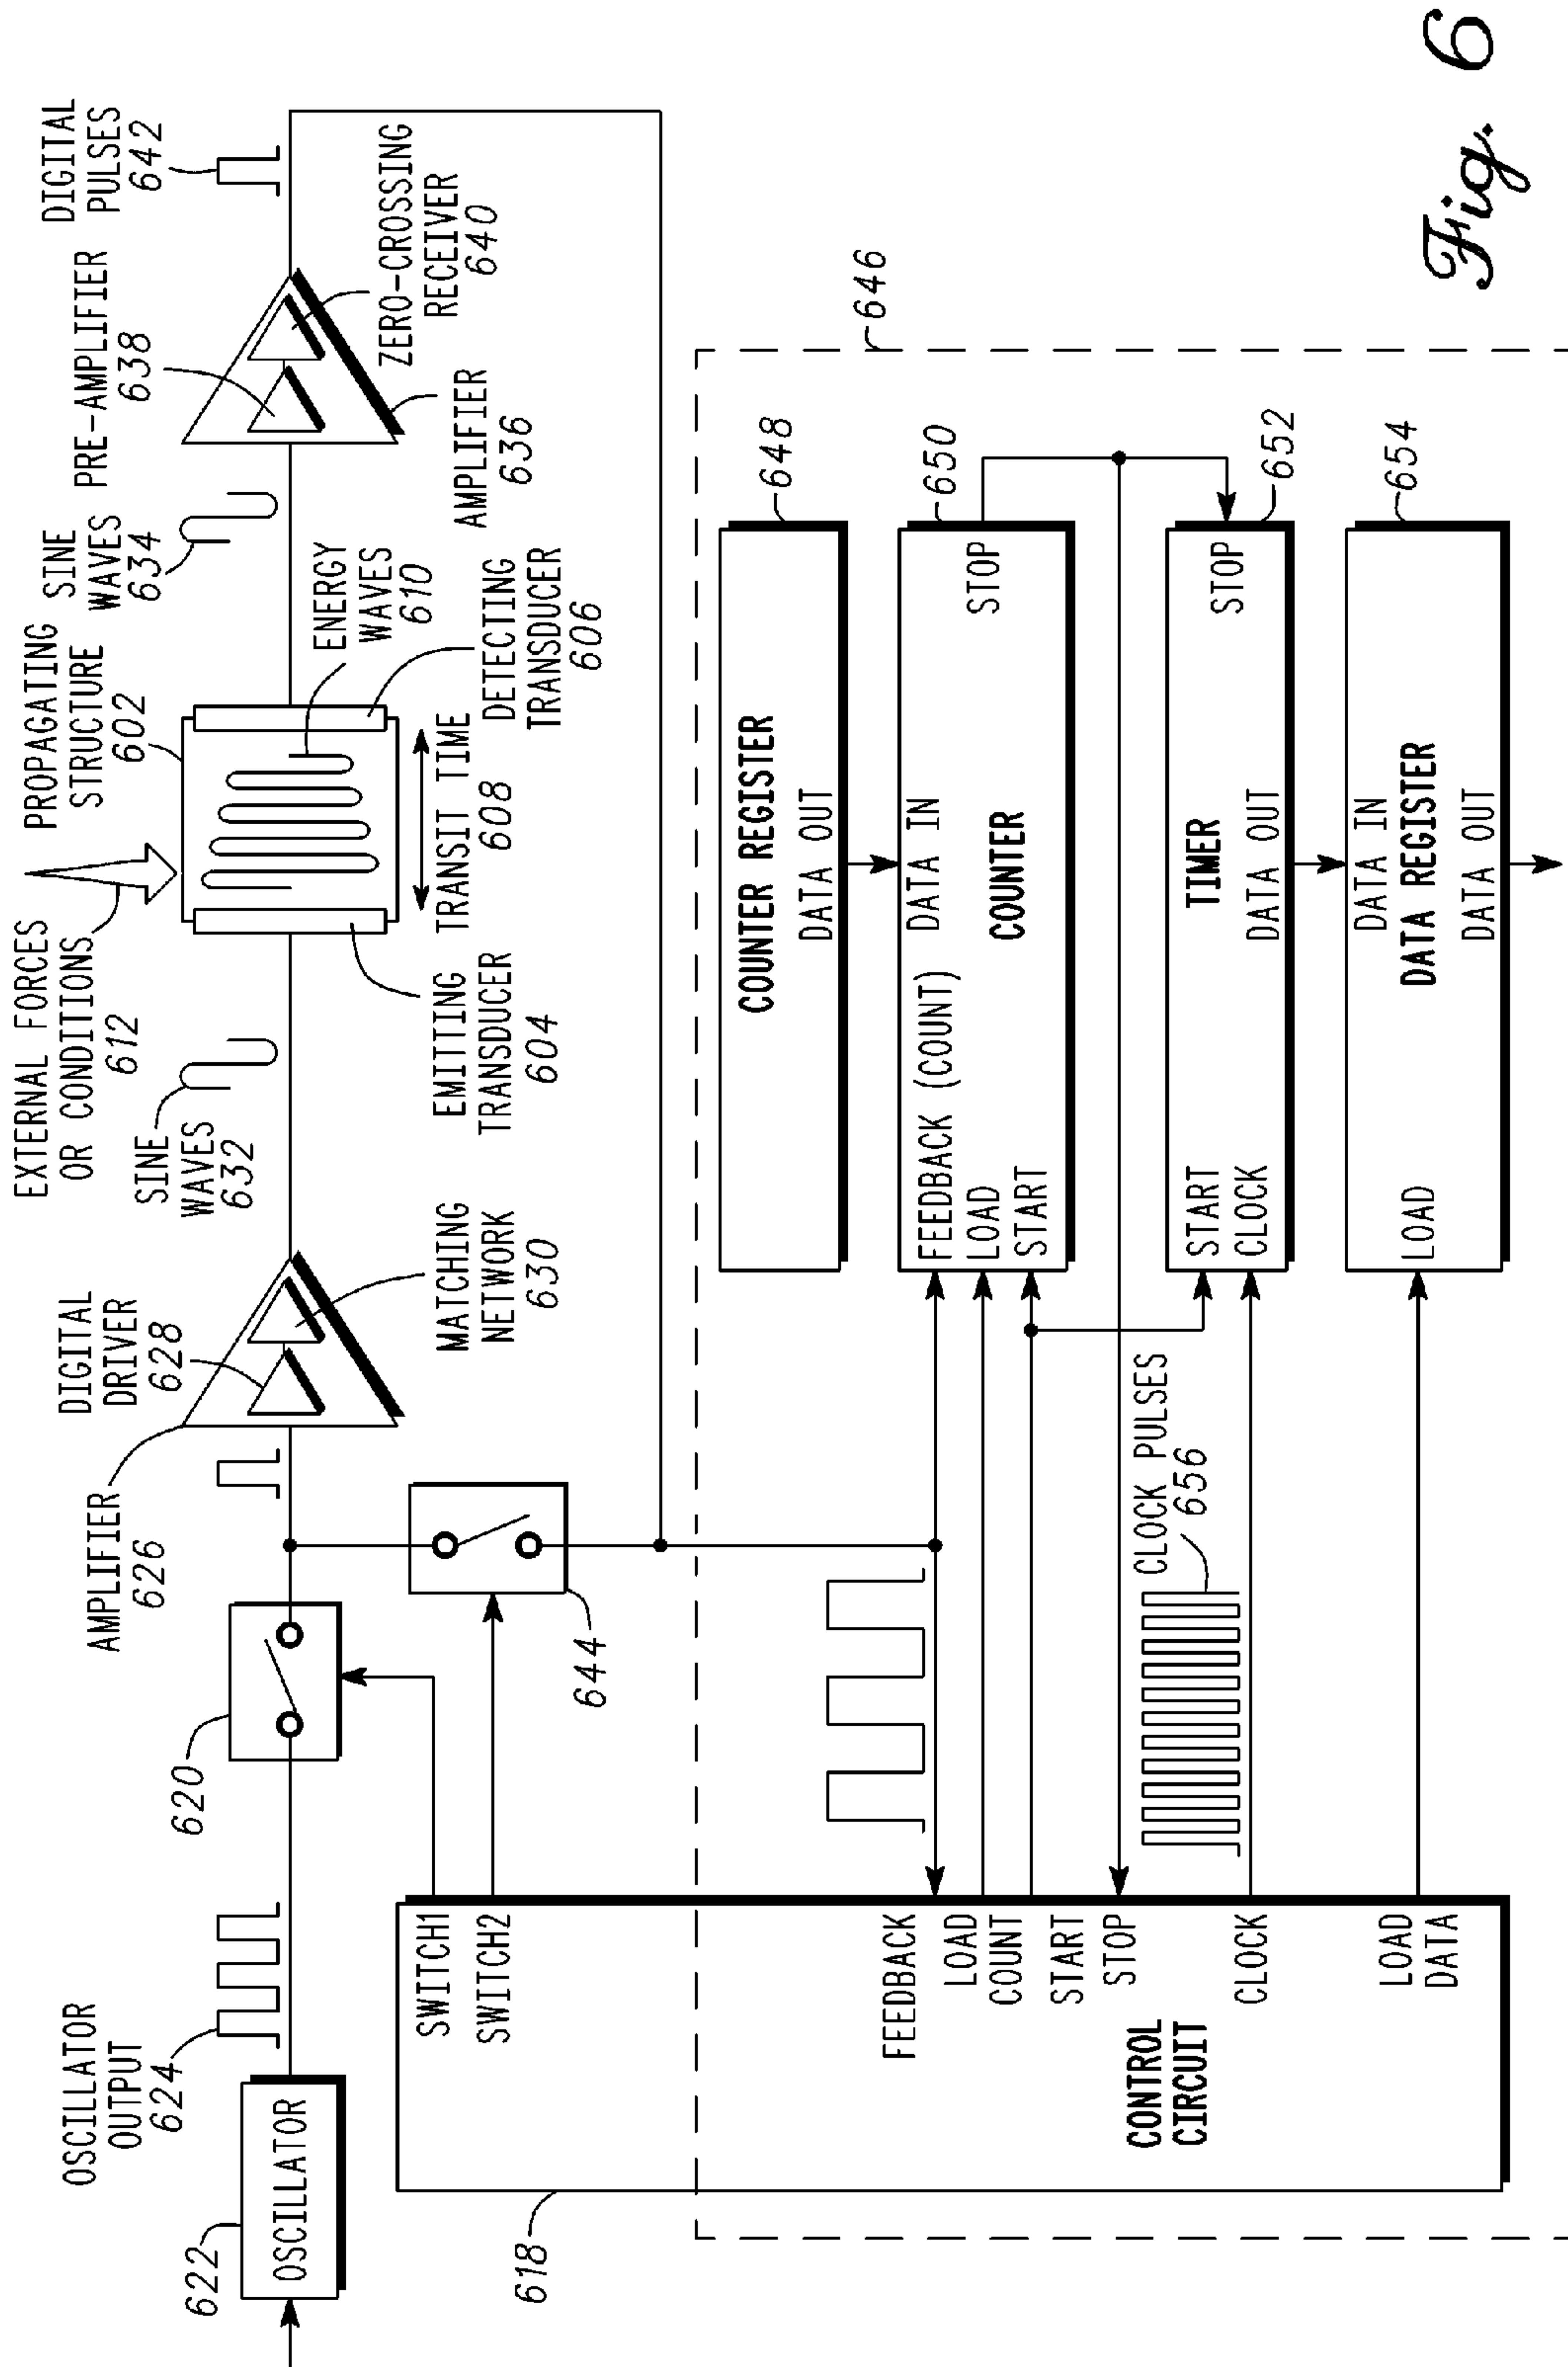 OSCILLATOR
OUTPUT
624
622
OSCILLATOR
620
AMPLIFIER
626
DIGITAL
DRIVER
628
MATCHING
NETWORK
630
SINE
WAVES
632
EXTERNAL FORCES
OR CONDITIONS
612
PROPAGATING
STRUCTURE
602
EMITTING
TRANSDUCER
604
TRANSIT TIME
608
ENERGY
WAVES
610
DETECTING
TRANSDUCER
606
SINE
WAVES
634
PRE-AMPLIFIER
638
AMPLIFIER
636
ZERO-CROSSING
RECEIVER
640
DIGITAL
PULSES
642
644
618
SWITCH1
SWITCH2
FEEDBACK
LOAD
COUNT
START
STOP
CLOCK
LOAD
DATA
CONTROL
CIRCUIT
CLOCK PULSES
656
646
COUNTER REGISTER
DATA OUT
648
FEEDBACK (COUNT)
DATA IN
LOAD
START
COUNTER
STOP
650
START
CLOCK
TIMER
DATA OUT
STOP
652
LOAD
DATA IN
DATA REGISTER
DATA OUT
654
Fig. 6